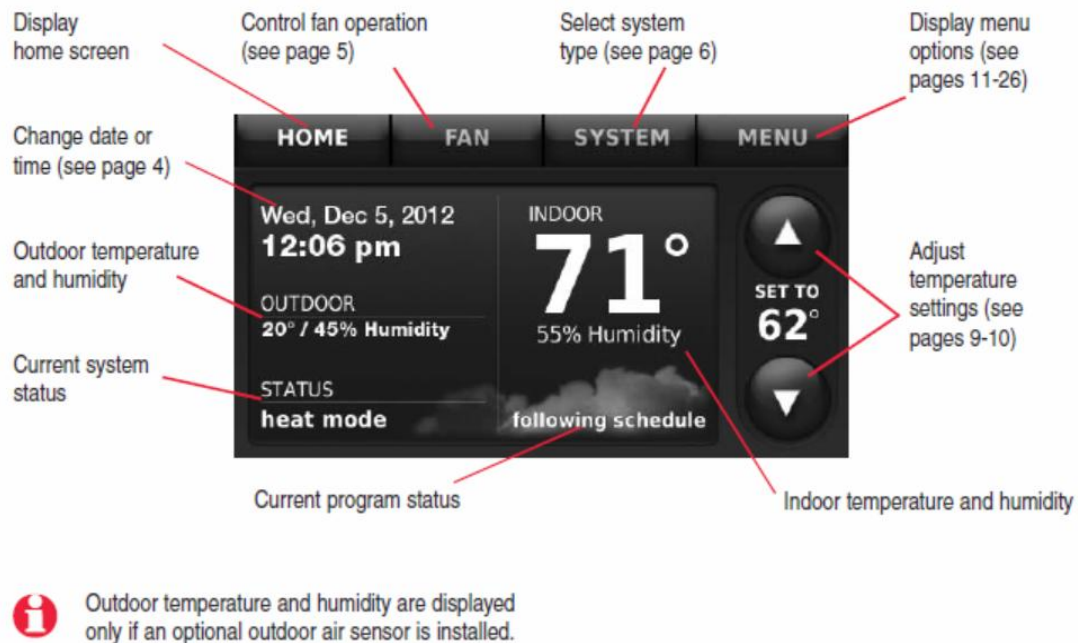 Display
home screen
Control fan operation
(see page 5)
Select system
type (see page 6)
Display menu
options (see
pages 11-26)
Change date or
time (see page 4)
Outdoor temperature
and humidity
Current system
status
HOME
FAN
SYSTEM
MENU
Wed, Dec 5, 2012
12:06 pm
OUTDOOR
20° / 45% Humidity
STATUS
heat mode
INDOOR
71°
55% Humidity
following schedule
SET TO
62°
Adjust
temperature
settings (see
pages 9-10)
Current program status
Indoor temperature and humidity
Outdoor temperature and humidity are displayed
only if an optional outdoor air sensor is installed.